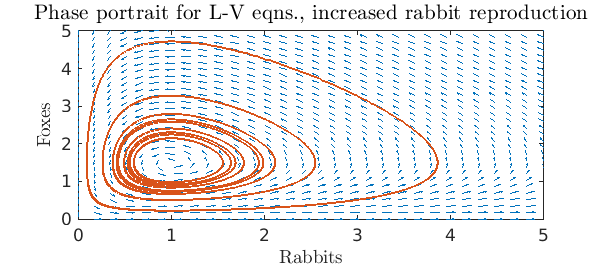 Phase portrait for L-V eqns., increased rabbit reproduction
5
4
3
2
1
0
Foxes
0 1 2 3 4 5
Rabbits